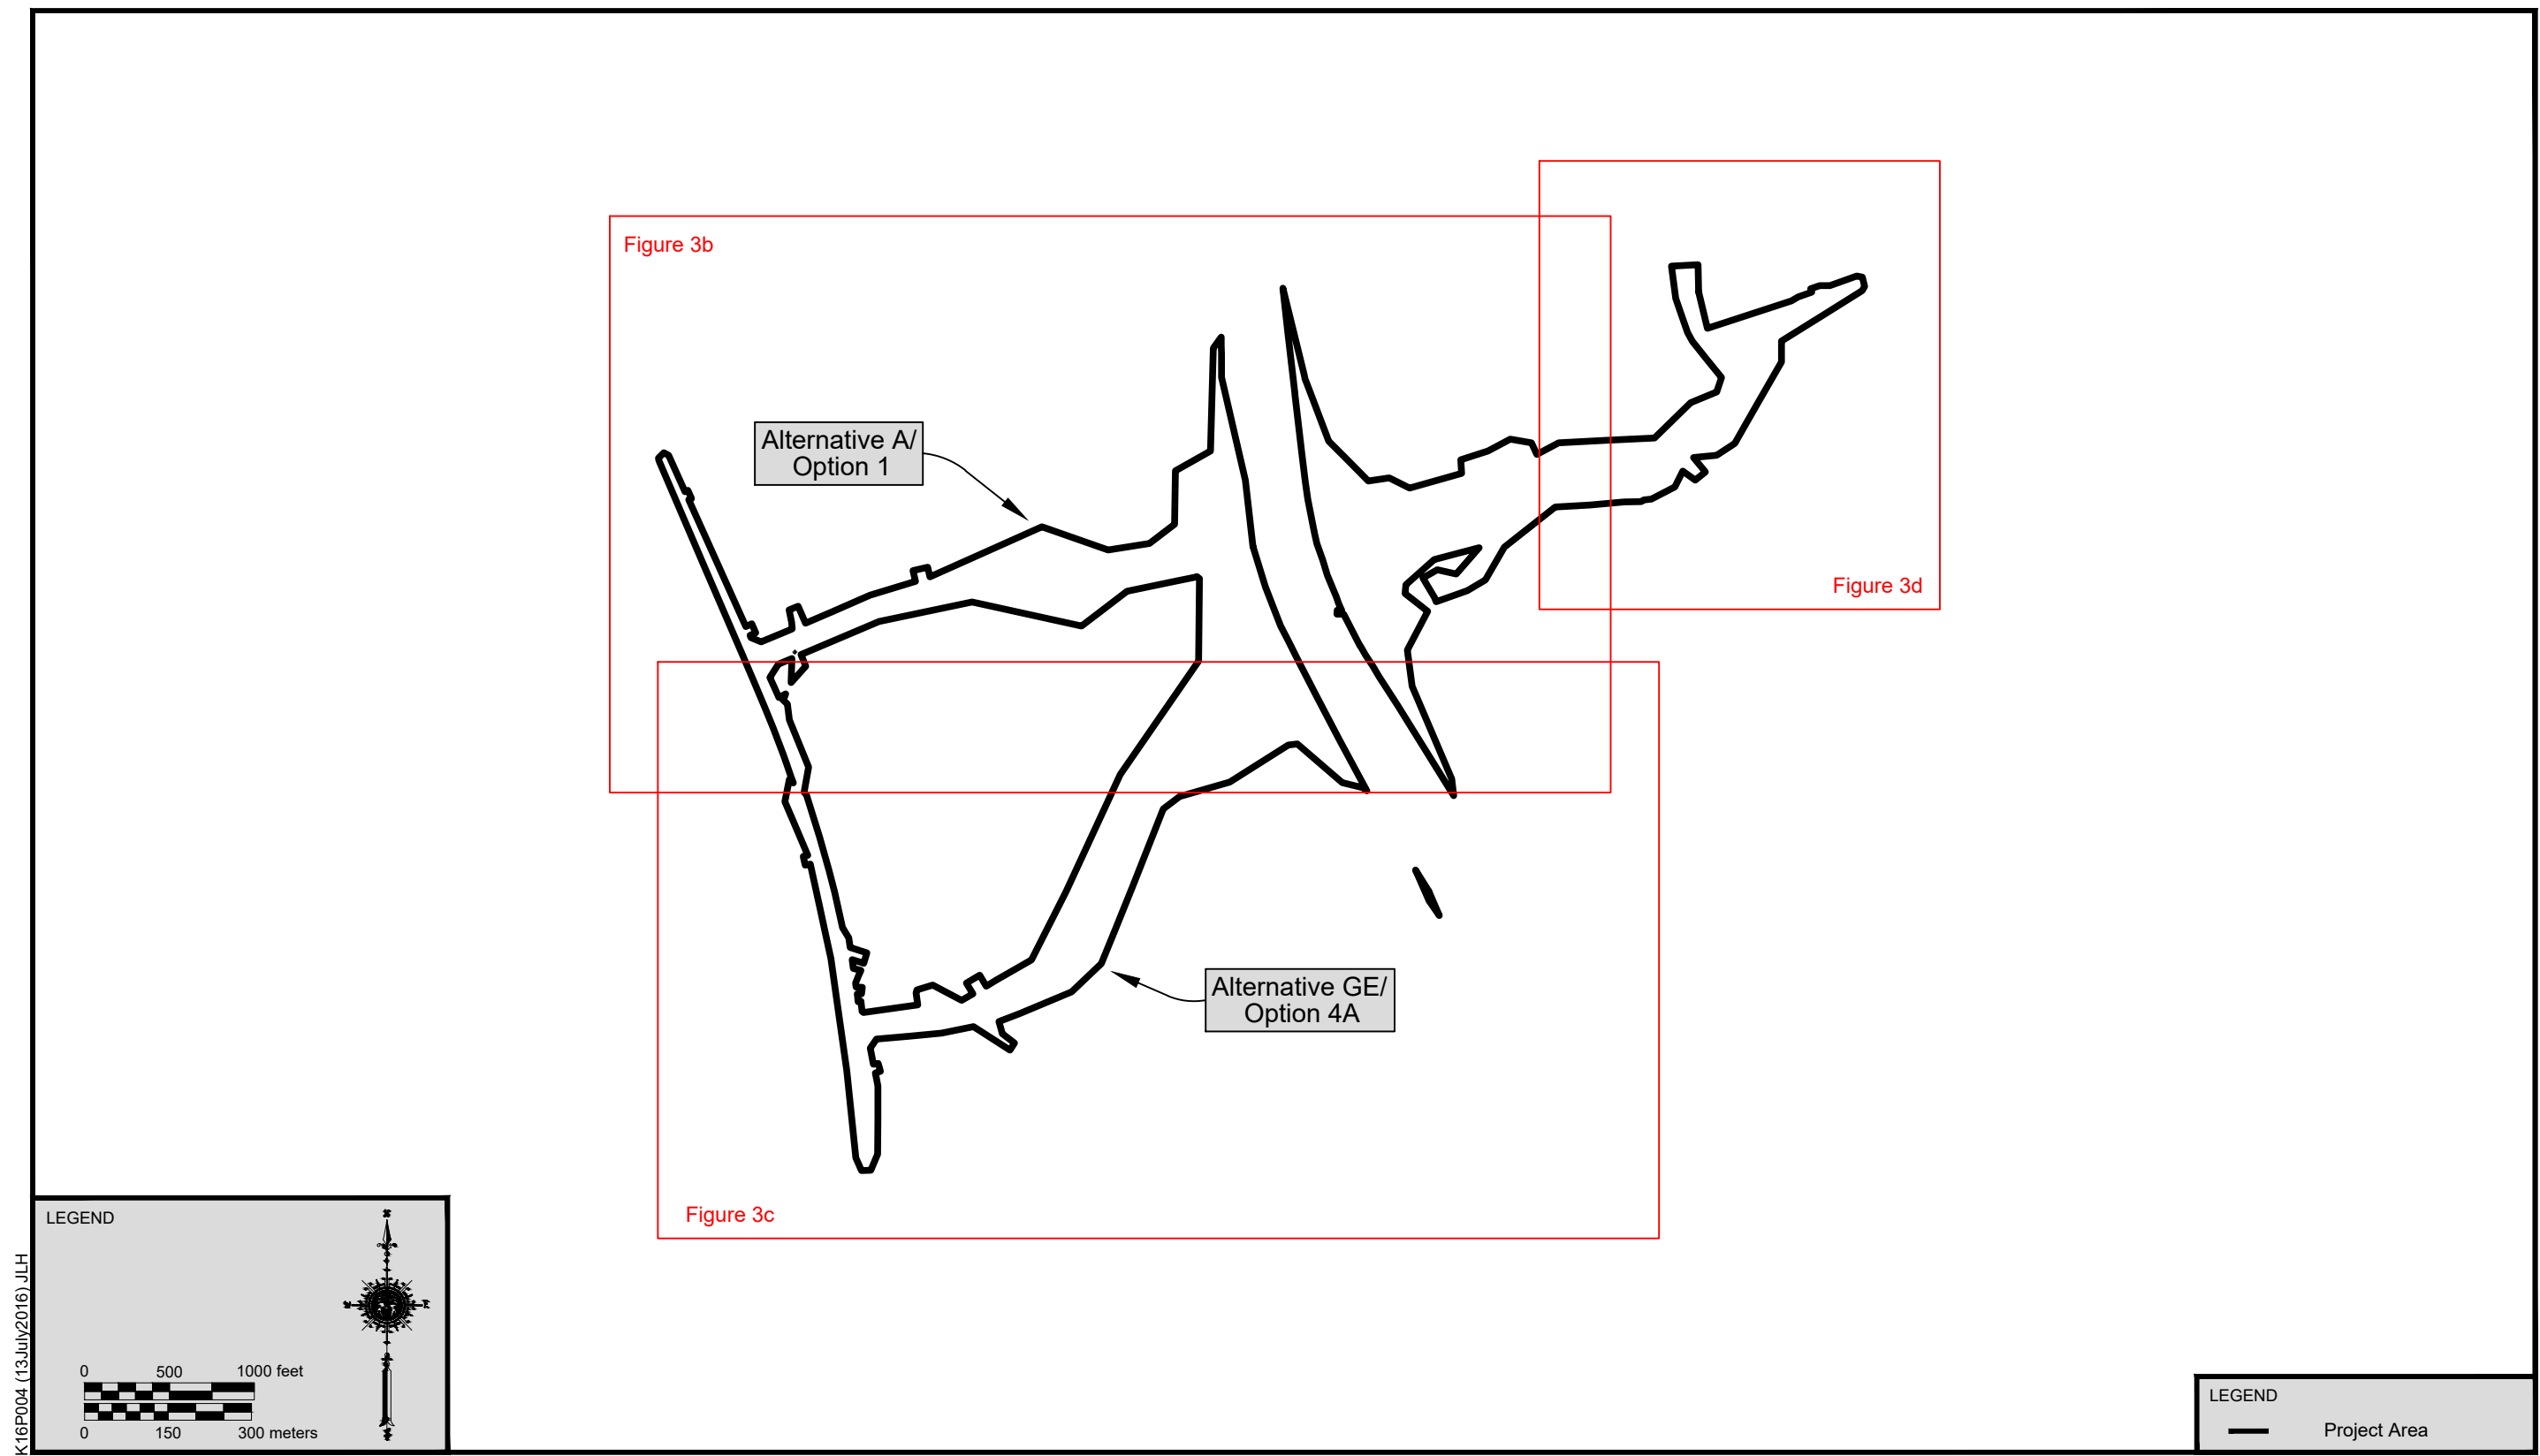 Figure 3b
Figure 3d
Alternative A/
Option 1
Alternative GE/
Option 4A
Figure 3c
K16P004 (13July2016) JLH
LEGEND
0 500 1000 feet
0 150 300 meters
LEGEND
Project Area